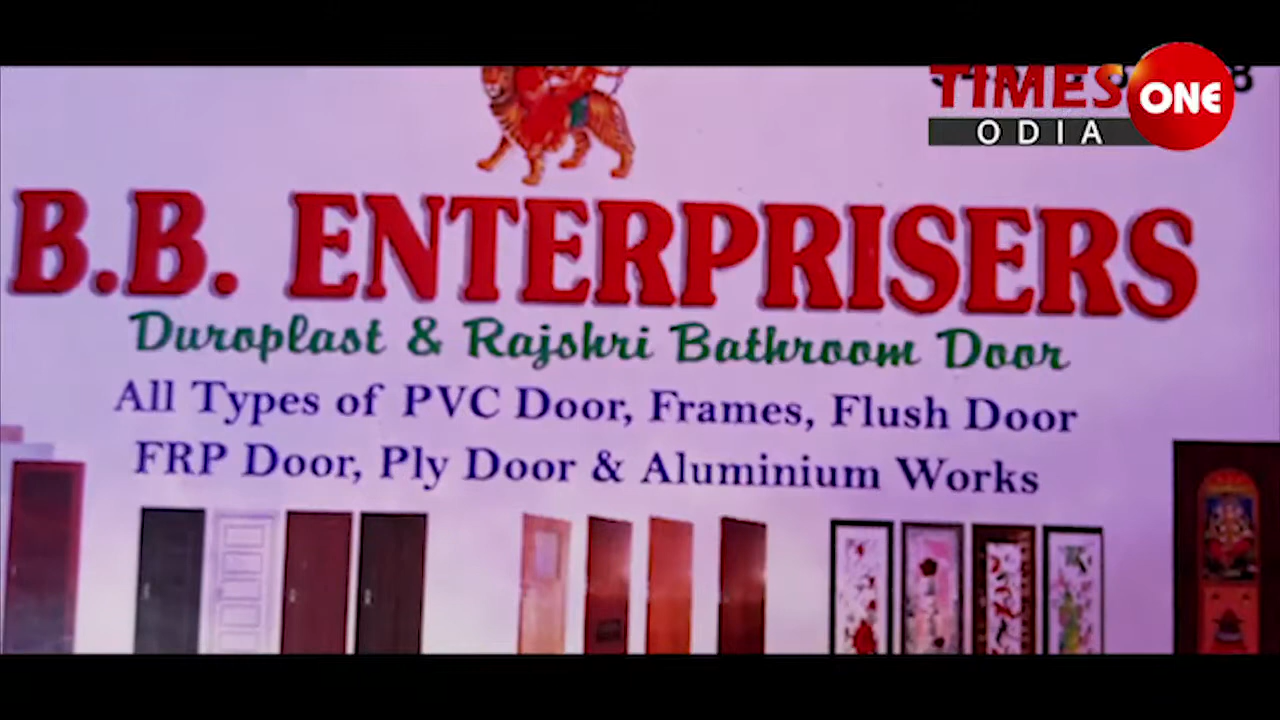 TIMES ONE
ODIA
B.B. ENTERPRISERS
Duroplast & Rajshri Bathroom Door
All Types of PVC Door, Frames, Flush Door
FRP Door, Ply Door & Aluminium Works